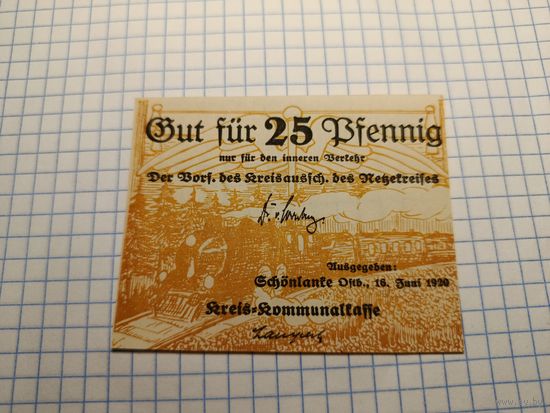 Gut für 25 Pfennig
nur für den inneren Verkehr
Der Vors. des Kreisaussch. des Netzekreises
Ausgegeben:
Schönlanke Ostb., 16. Juni 1920
Kreis-Kommunalkasse